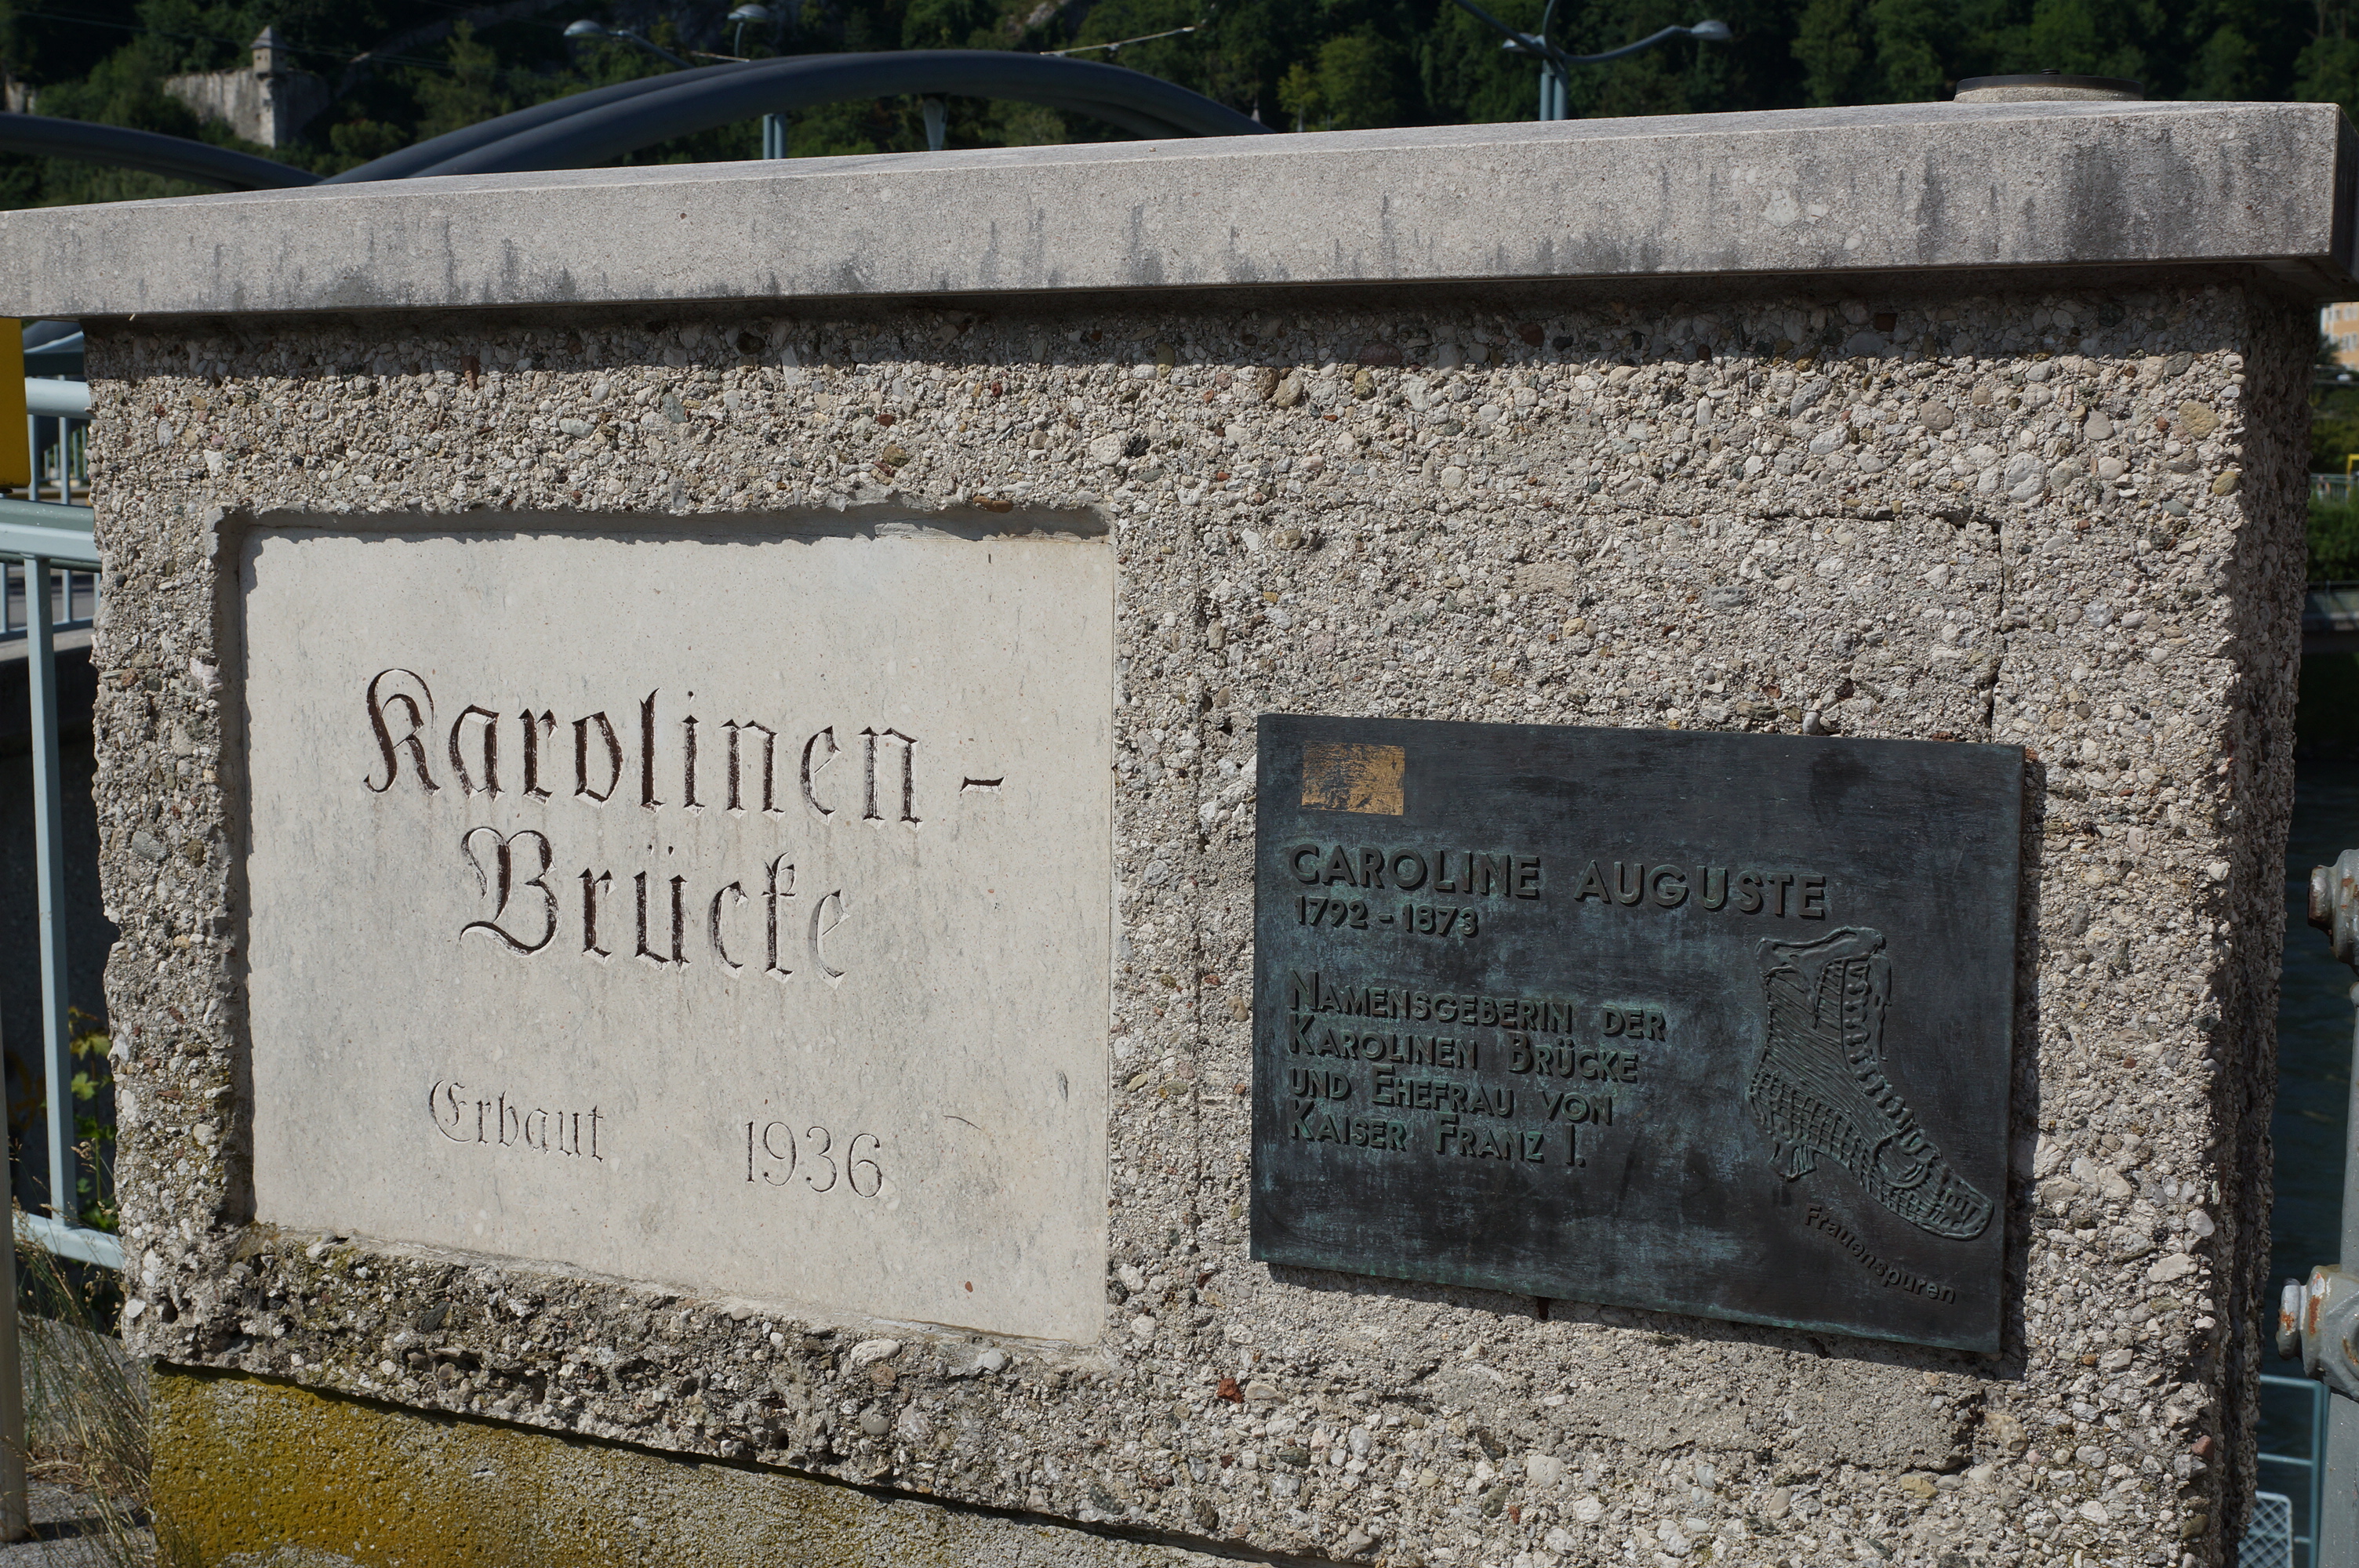 Karolinen-
Brücke
Erbaut 1936
CAROLINE AUGUSTE
1792 - 1873
NAMENSGEBERIN DER
KAROLINEN BRÜCKE
UND EHEFRAU VON
KAISER FRANZ I.
Frauenspuren